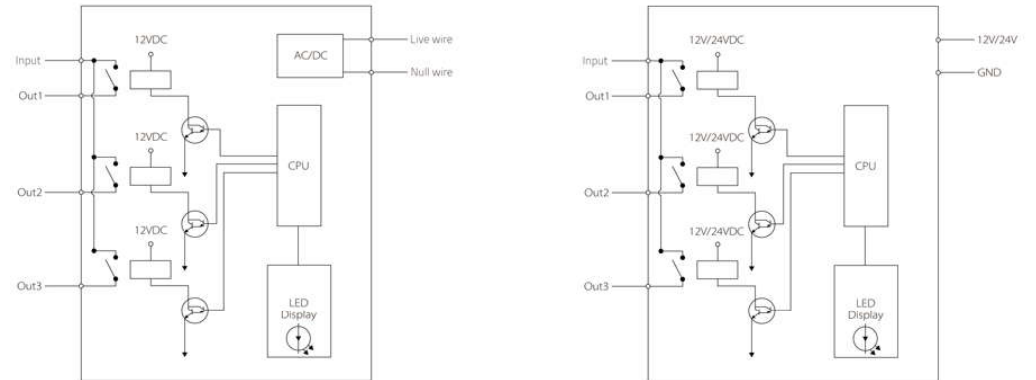 12VDC
AC/DC
Live wire
Null wire
Input
Out1
12VDC
CPU
Out2
12VDC
Out3
LED
Display
12V/24VDC
12V/24V
GND
Input
Out1
12V/24VDC
CPU
Out2
12V/24VDC
Out3
LED
Display